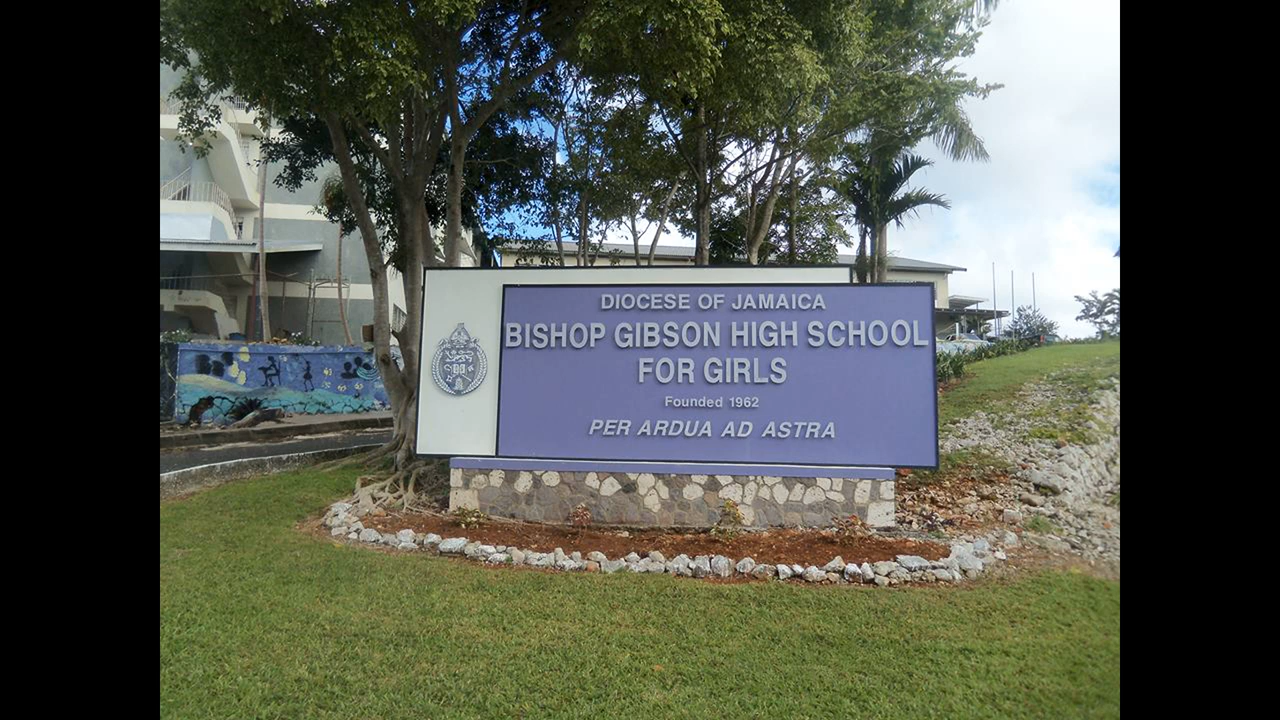 DIOCESE OF JAMAICA
BISHOP GIBSON HIGH SCHOOL
FOR GIRLS
Founded 1962
PER ARDUA AD ASTRA